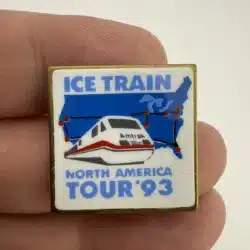 ICE TRAIN
Amtrak
NORTH AMERICA
TOUR '93